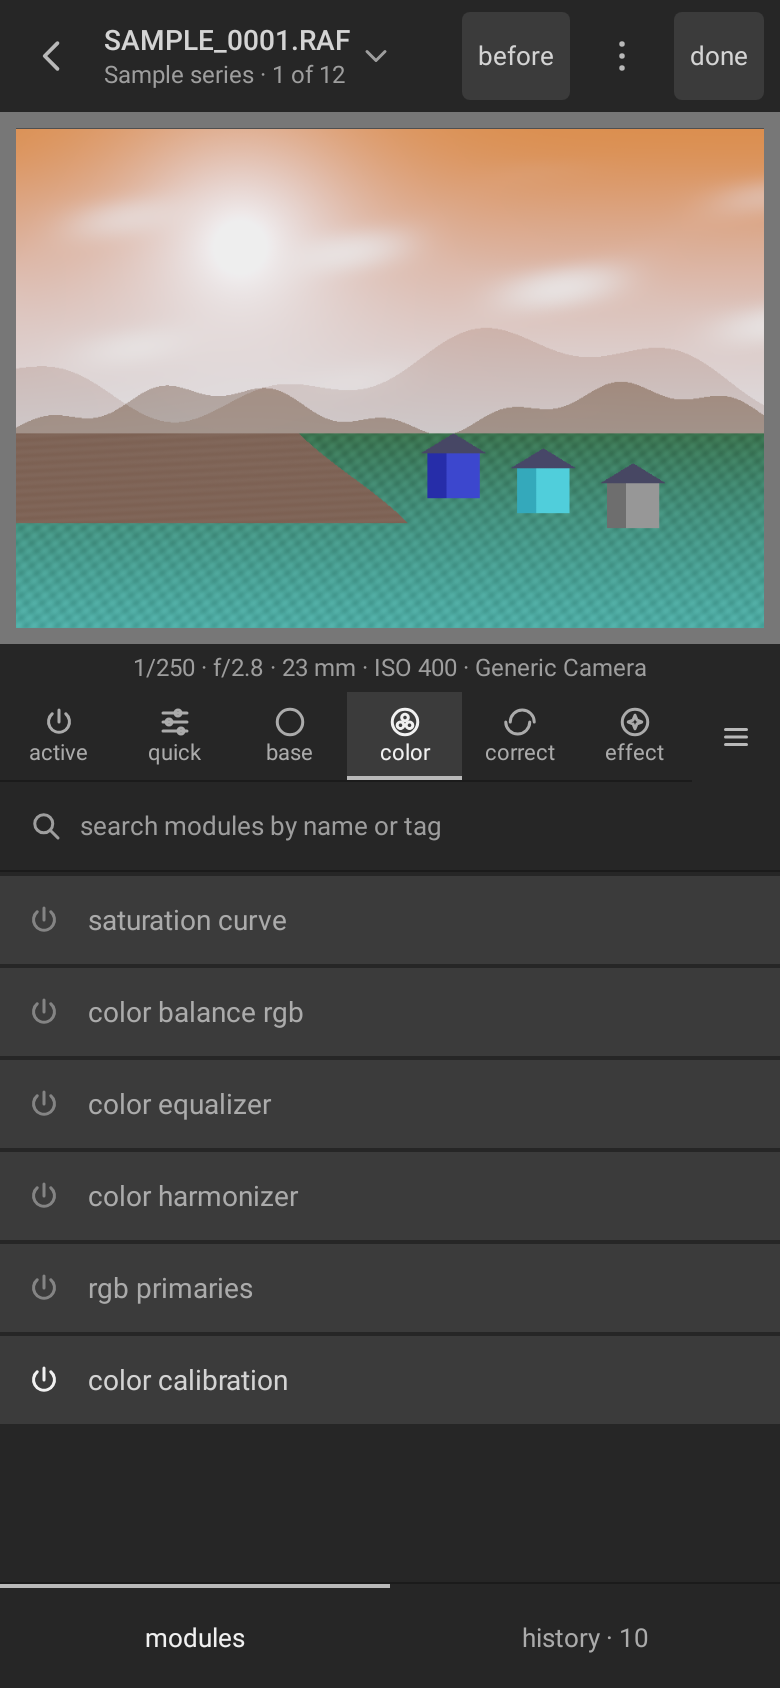 SAMPLE_0001.RAF
Sample series · 1 of 12
before
done
1/250 · f/2.8 · 23 mm · ISO 400 · Generic Camera
active
quick
base
color
correct
effect
search modules by name or tag
saturation curve
color balance rgb
color equalizer
color harmonizer
rgb primaries
color calibration
modules
history · 10